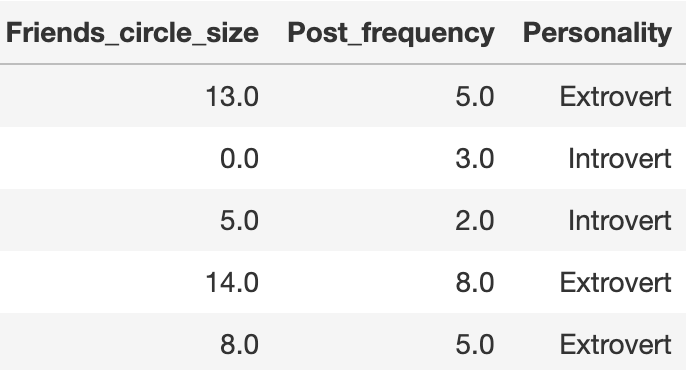 Friends_circle_size Post_frequency Personality
13.0 5.0 Extrovert
0.0 3.0 Introvert
5.0 2.0 Introvert
14.0 8.0 Extrovert
8.0 5.0 Extrovert